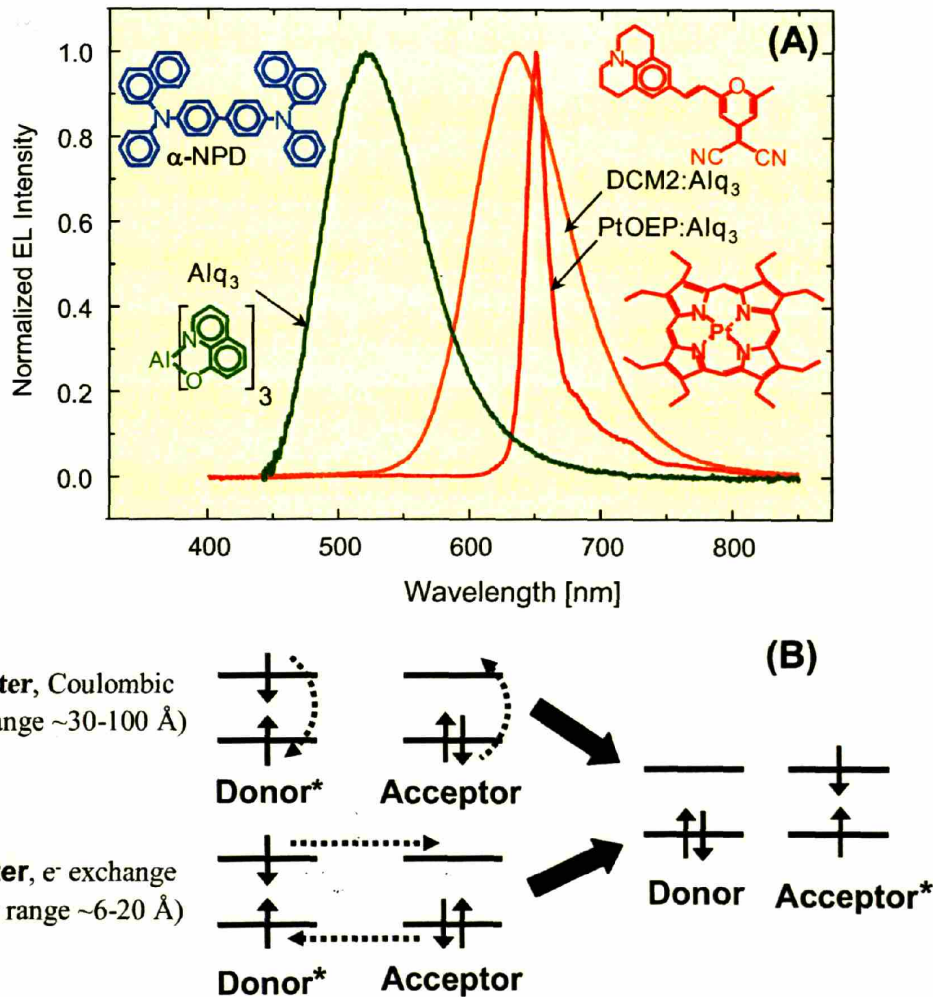 (A)
1.0
0.8
0.6
0.4
0.2
0.0
Normalized EL Intensity
N
N
α-NPD
Alq₃
Al
N
O
3
N
O
NC
CN
DCM2:Alq₃
PtOEP:Alq₃
N
N
Pt
N
N
400
500
600
700
800
Wavelength [nm]
(B)
ter, Coulombic
ange ~30-100 Å)
Donor*
Acceptor
ter, e⁻ exchange
range ~6-20 Å)
Donor*
Acceptor
Donor
Acceptor*